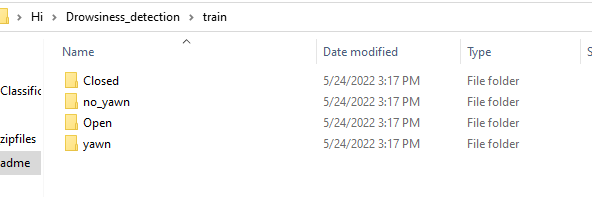 Hi > Drowsiness_detection > train
Name Date modified Type
Closed 5/24/2022 3:17 PM File folder
Classific
no_yawn 5/24/2022 3:17 PM File folder
Open 5/24/2022 3:17 PM File folder
zipfiles
yawn 5/24/2022 3:17 PM File folder
adme